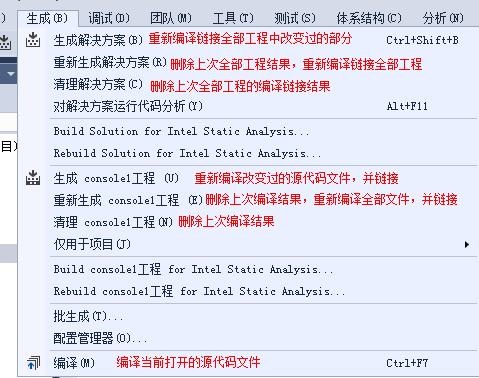 生成(B) 调试(D) 团队(M) 工具(T) 测试(S) 体系结构(C) 分析(N)
生成解决方案(B) 重新编译链接全部工程中改变过的部分 Ctrl+Shift+B
重新生成解决方案(R) 删除上次全部工程结果，重新编译链接全部工程
清理解决方案(C) 删除上次全部工程的编译链接结果
对解决方案运行代码分析(Y) Alt+F11
Build Solution for Intel Static Analysis...
Rebuild Solution for Intel Static Analysis...
目)
生成 console1工程 (U) 重新编译改变过的源代码文件，并链接
重新生成 console1工程 (E) 删除上次编译结果，重新编译全部文件，并链接
清理 console1工程(N) 删除上次编译结果
仅用于项目(J)
Build console1工程 for Intel Static Analysis...
Rebuild console1工程 for Intel Static Analysis...
批生成(T)...
配置管理器(O)...
编译(M) 编译当前打开的源代码文件 Ctrl+F7